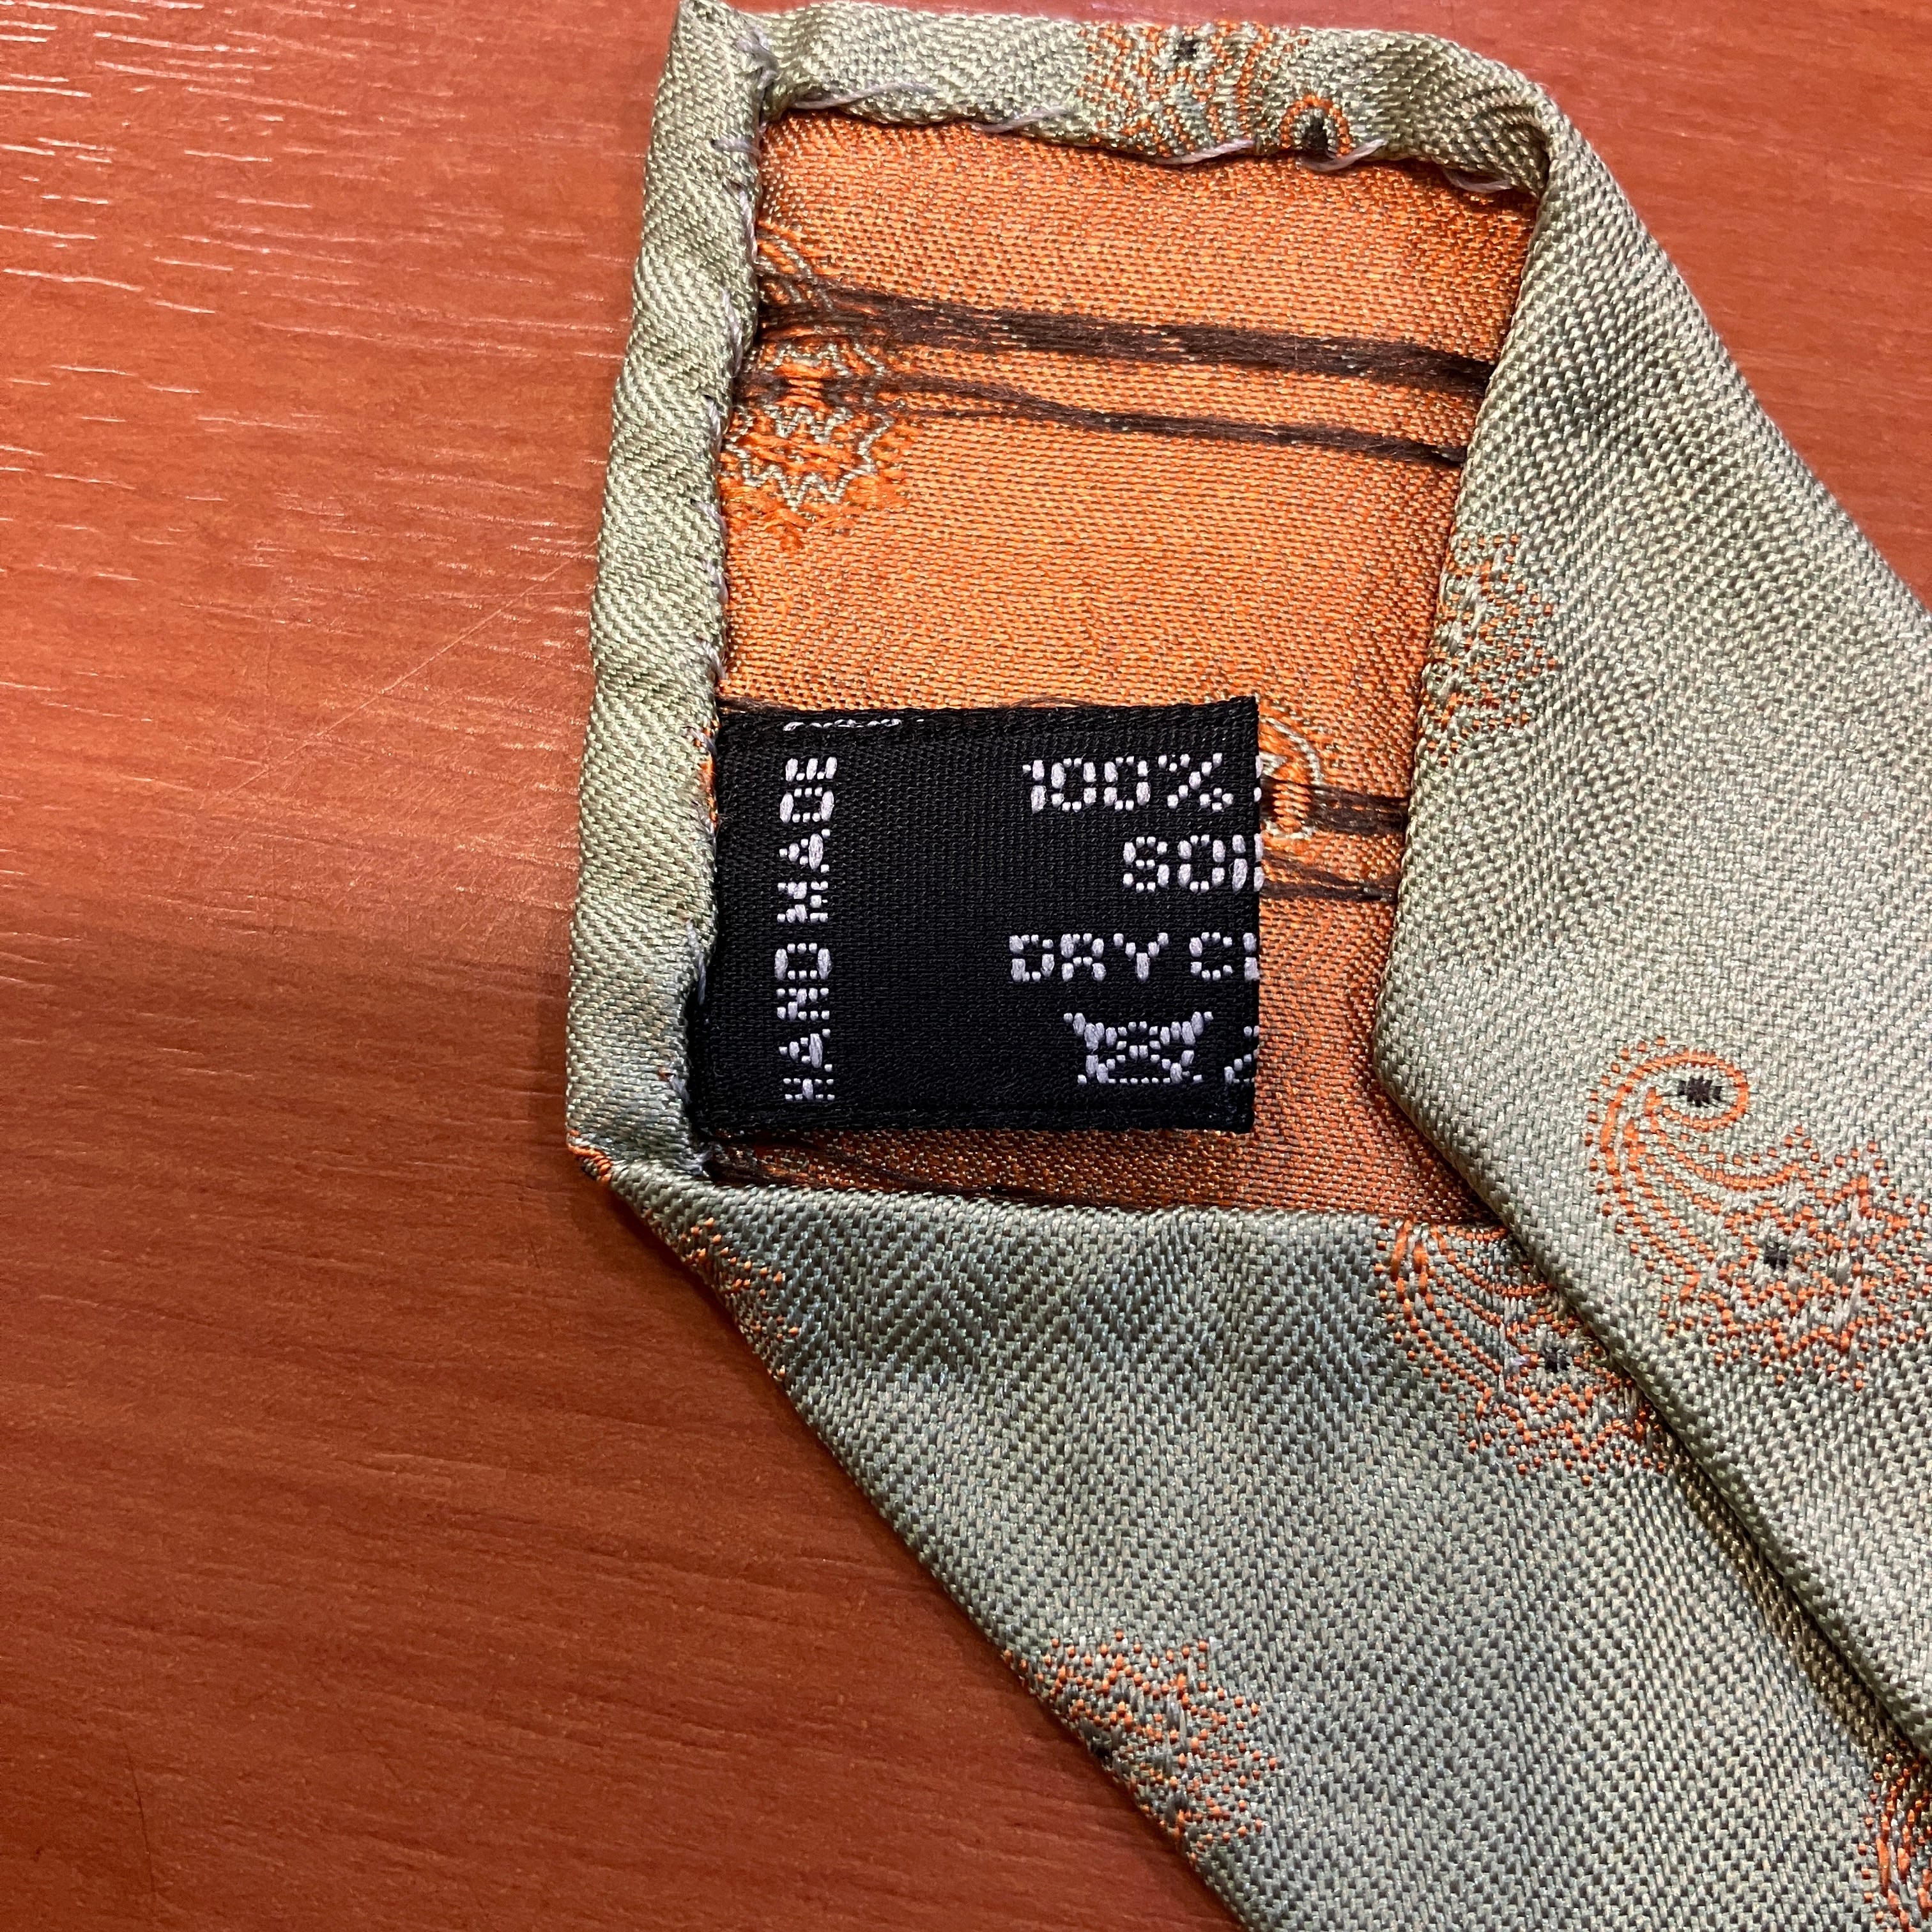 HAND MADE
100%
SOI
DRY CL